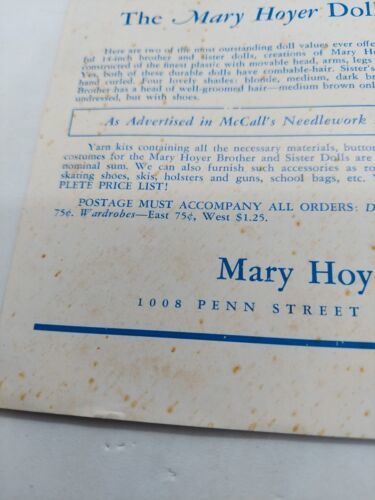 The Mary Hoyer Doll
Here are two of the most outstanding doll values ever offe
ful 14-inch brother and sister dolls, creations of Mary Ho
constructed of the finest plastic with movable head, arms, legs
Yes, both of these durable dolls have combable-hair. Sister's
hand curled. Four lovely shades: blonde, medium, dark br
Brother has a head of well-groomed hair—medium brown onl
undressed, but with shoes.
As Advertised in McCall's Needlework
Yarn kits containing all the necessary materials, button
costumes for the Mary Hoyer Brother and Sister Dolls are
nominal sum. We can also furnish such accessories as ro
skating shoes, skis, holsters and guns, school bags, etc.
PLETE PRICE LIST!
POSTAGE MUST ACCOMPANY ALL ORDERS: D
75¢. Wardrobes—East 75¢, West $1.25.
Mary Hoy
1008 PENN STREET